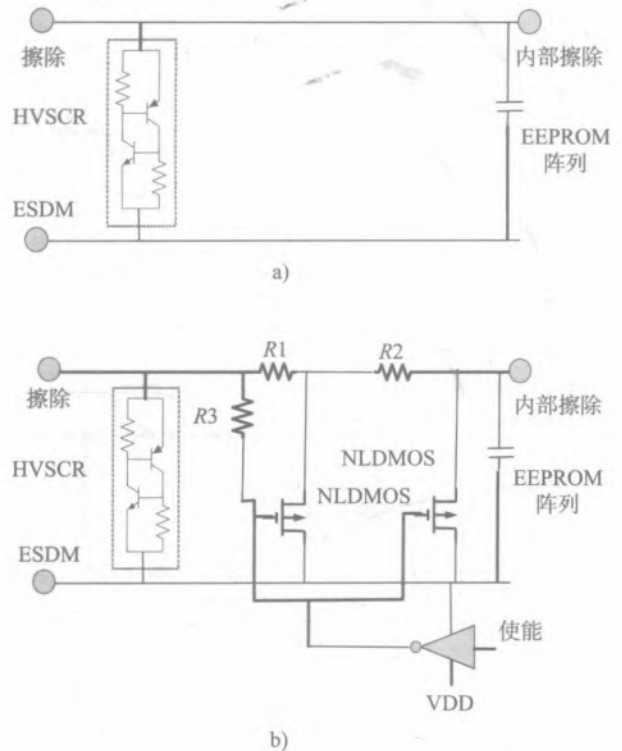 擦除
内部擦除
HVSCR
EEPROM
阵列
ESDM
a)
R1
R2
擦除
内部擦除
R3
HVSCR
NLDMOS
NLDMOS
EEPROM
阵列
ESDM
使能
VDD
b)